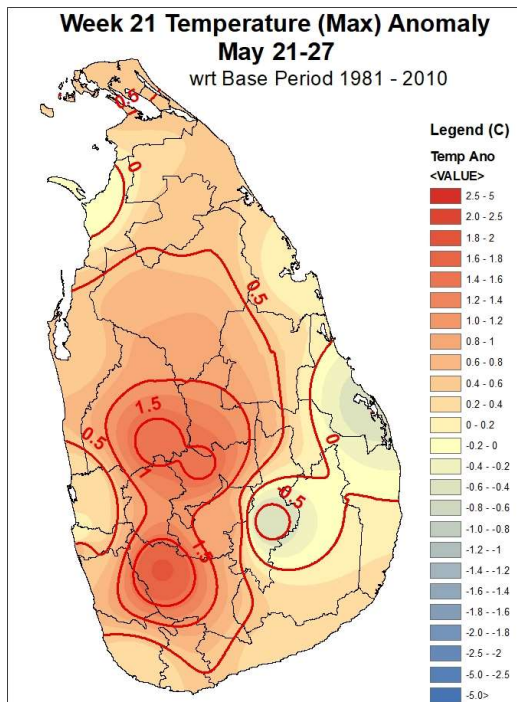 Week 21 Temperature (Max) Anomaly
May 21-27
wrt Base Period 1981 - 2010
0.5
0
0.5
1.5
0.5
0
-0.5
1
1.5
Legend (C)
Temp Ano
<VALUE>
2.5 - 5
2.0 - 2.5
1.8 - 2
1.6 - 1.8
1.4 - 1.6
1.2 - 1.4
1.0 - 1.2
0.8 - 1
0.6 - 0.8
0.4 - 0.6
0.2 - 0.4
0 - 0.2
-0.2 - 0
-0.4 - -0.2
-0.6 - -0.4
-0.8 - -0.6
-1.0 - -0.8
-1.2 - -1
-1.4 - -1.2
-1.6 - -1.4
-1.8 - -1.6
-2.0 - -1.8
-2.5 - -2
-5.0 - -2.5
-5.0>